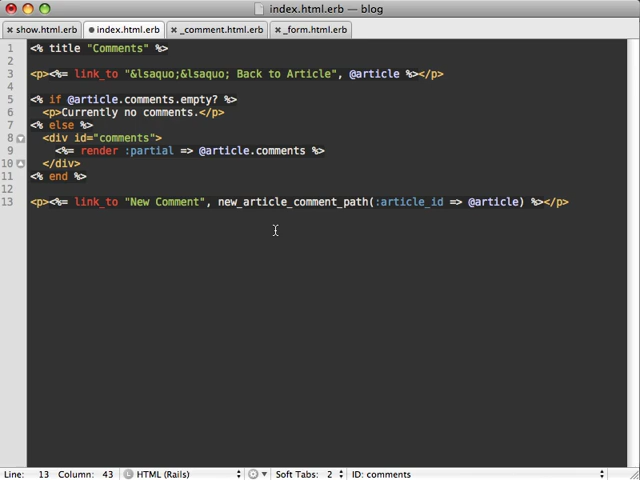 index.html.erb — blog
show.html.erb index.html.erb _comment.html.erb _form.html.erb
1 <% title "Comments" %>
2
3 <p><%= link_to "&lsaquo;&lsaquo; Back to Article", @article %></p>
4
5 <% if @article.comments.empty? %>
6 <p>Currently no comments.</p>
7 <% else %>
8 <div id="comments">
9 <%= render :partial => @article.comments %>
10 </div>
11 <% end %>
12
13 <p><%= link_to "New Comment", new_article_comment_path(:article_id => @article) %></p>
Line: 13 Column: 43 L HTML (Rails) Soft Tabs: 2 ID: comments